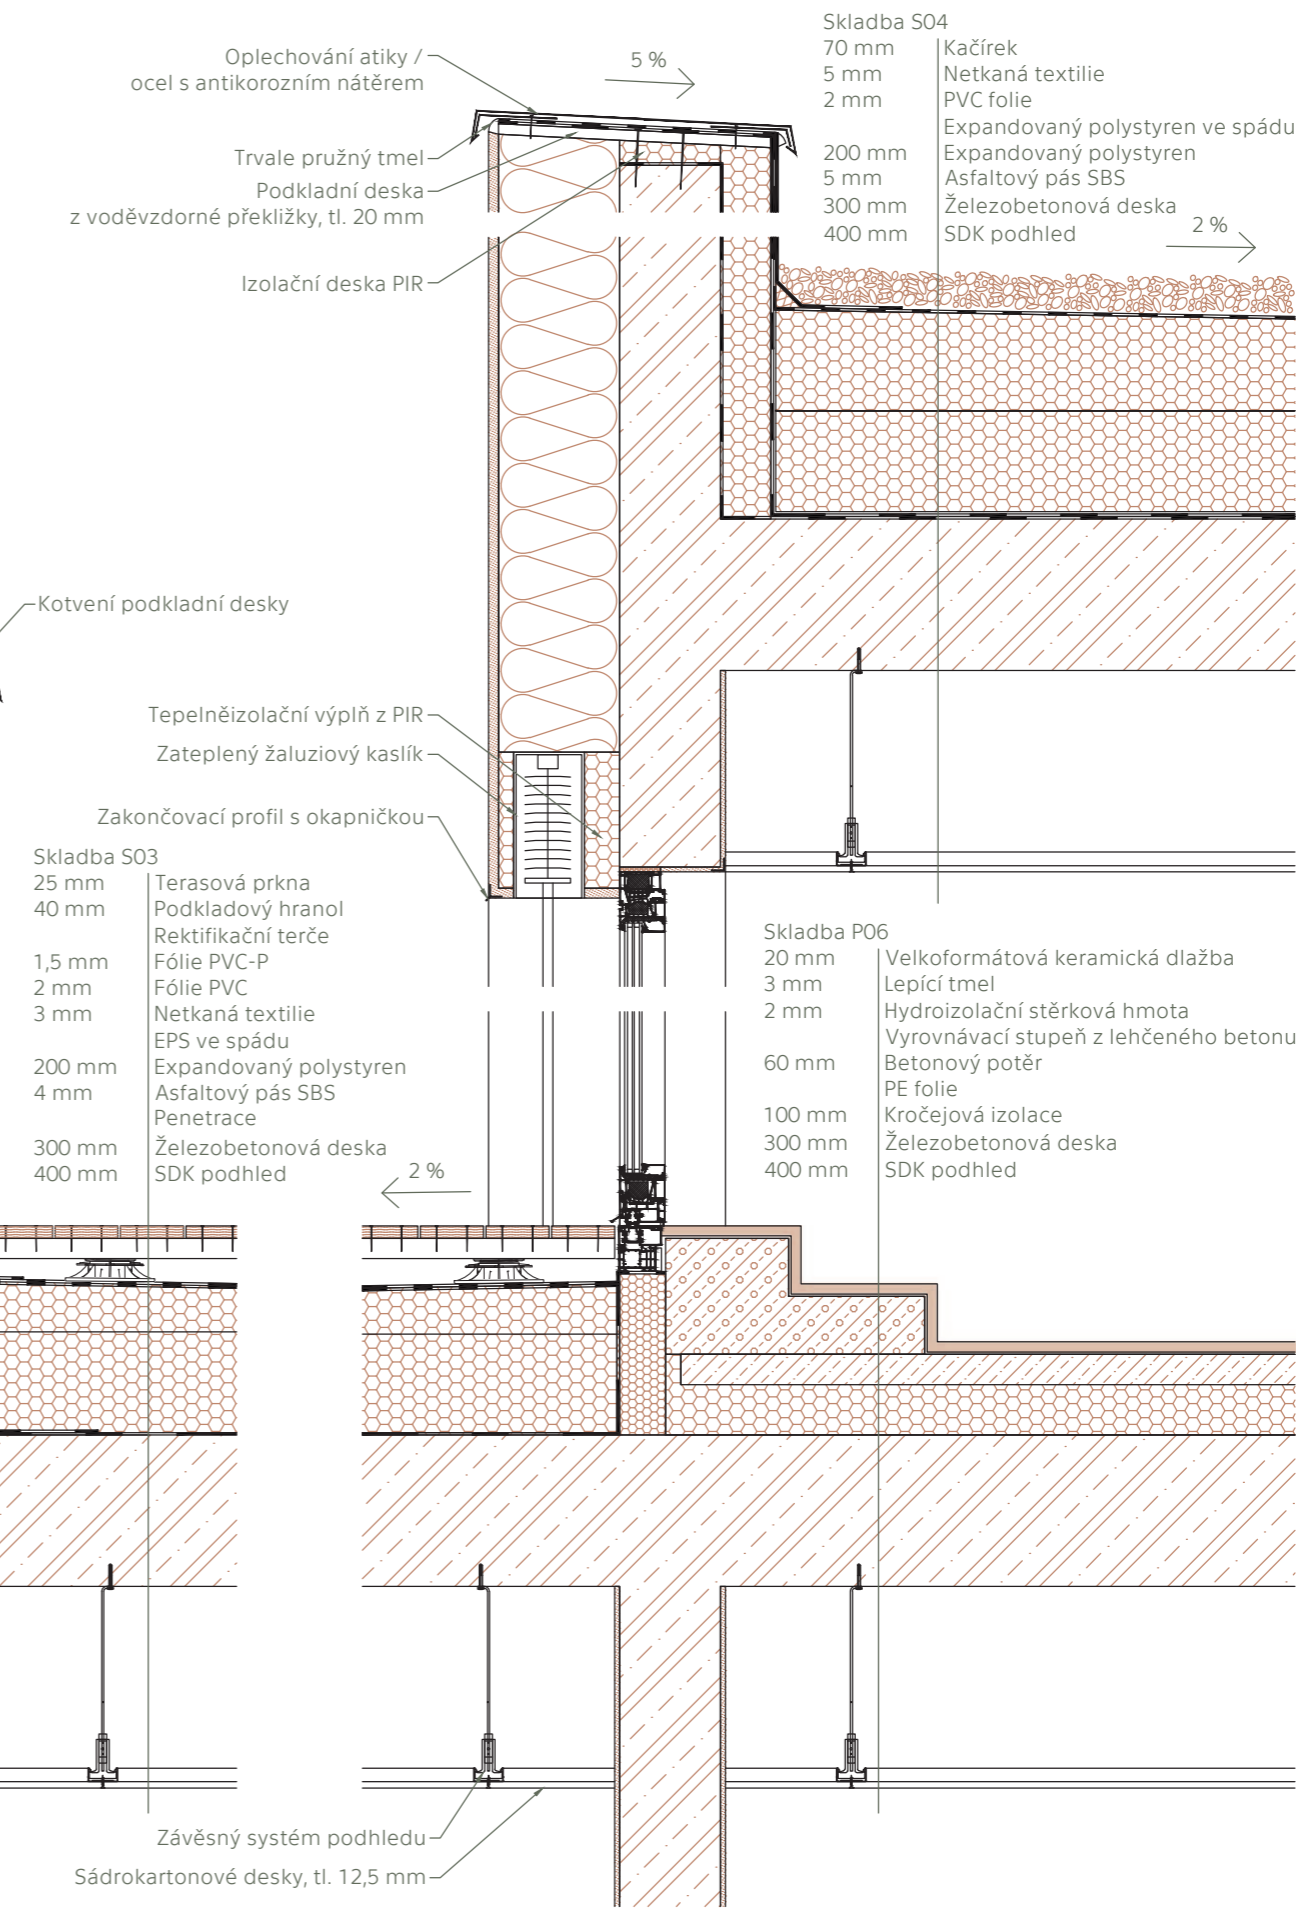 Oplechování atiky /
ocel s antikorozním nátěrem
5 %
Trvale pružný tmel
Podkladní deska
z voděvzdorné překližky, tl. 20 mm
Izolační deska PIR
Skladba S04
70 mm Kačírek
5 mm Netkaná textilie
2 mm PVC folie
Expandovaný polystyren ve spádu
200 mm Expandovaný polystyren
5 mm Asfaltový pás SBS
300 mm Železobetonová deska
400 mm SDK podhled
2 %
Kotvení podkladní desky
Tepelněizolační výplň z PIR
Zateplený žaluziový kaslík
Zakončovací profil s okapničkou
Skladba S03
25 mm Terasová prkna
40 mm Podkladový hranol
Rektifikační terče
1,5 mm Fólie PVC-P
2 mm Fólie PVC
3 mm Netkaná textilie
EPS ve spádu
200 mm Expandovaný polystyren
4 mm Asfaltový pás SBS
Penetrace
300 mm Železobetonová deska
400 mm SDK podhled
2 %
Skladba P06
20 mm Velkoformátová keramická dlažba
3 mm Lepící tmel
2 mm Hydroizolační stěrková hmota
Vyrovnávací stupeň z lehčeného betonu
60 mm Betonový potěr
PE folie
100 mm Kročejová izolace
300 mm Železobetonová deska
400 mm SDK podhled
Závěsný systém podhledu
Sádrokartonové desky, tl. 12,5 mm